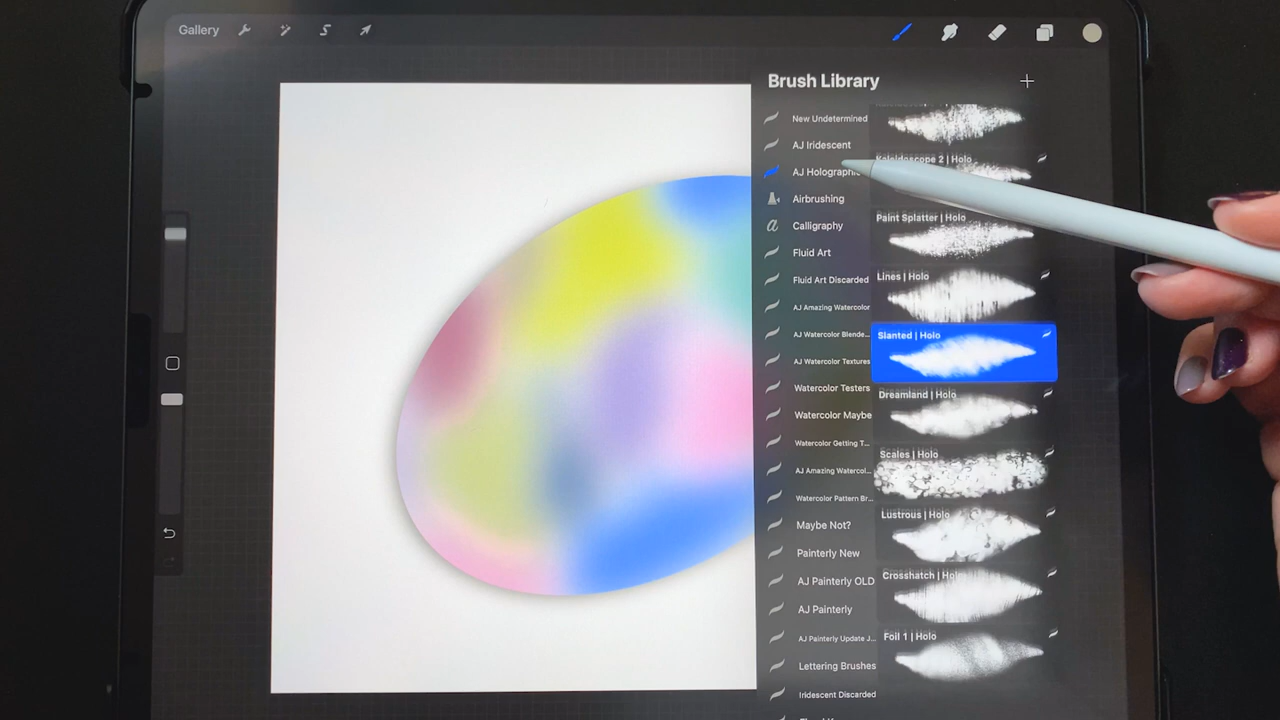 Gallery
Brush Library
New Undetermined
AJ Iridescent
AJ Holographic
Airbrushing
Calligraphy
Fluid Art
Fluid Art Discarded
AJ Amazing Watercolor
AJ Watercolor Blende...
AJ Watercolor Textures
Watercolor Testers
Watercolor Maybe
Watercolor Getting T...
AJ Amazing Watercol...
Watercolor Pattern Br...
Maybe Not?
Painterly New
AJ Painterly OLD
AJ Painterly
AJ Painterly Update J...
Lettering Brushes
Iridescent Discarded
Kaleidoscope 2 | Holo
Paint Splatter | Holo
Lines | Holo
Slanted | Holo
Dreamland | Holo
Scales | Holo
Lustrous | Holo
Crosshatch | Holo
Foil 1 | Holo